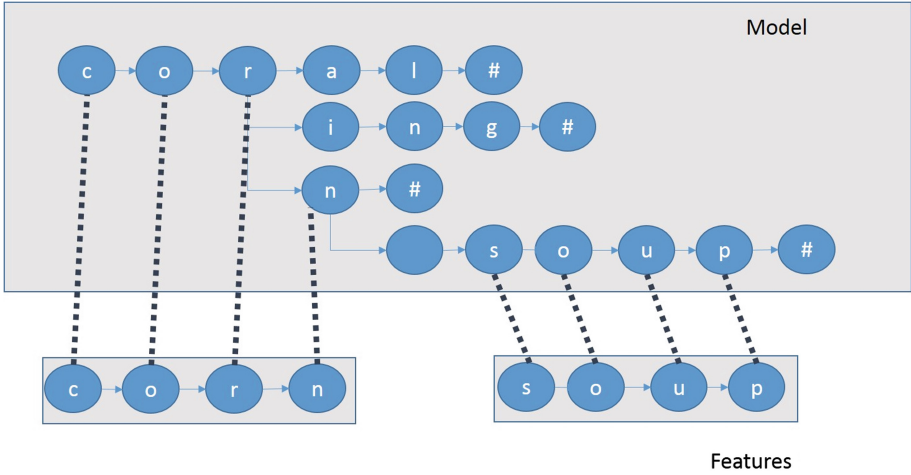 Model
c o r a l #
i n g #
n #
s o u p #
c o r n
s o u p
Features